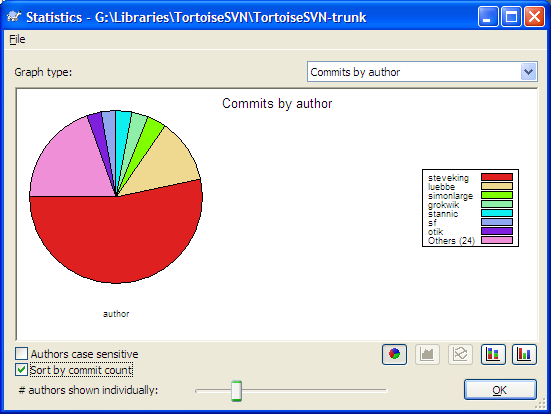 Statistics - G:\Libraries\TortoiseSVN\TortoiseSVN-trunk
File
Graph type:
Commits by author
Commits by author
steveking
luebbe
simonlarge
grokwik
stannic
sf
otik
Others (24)
author
Authors case sensitive
Sort by commit count
# authors shown individually:
OK